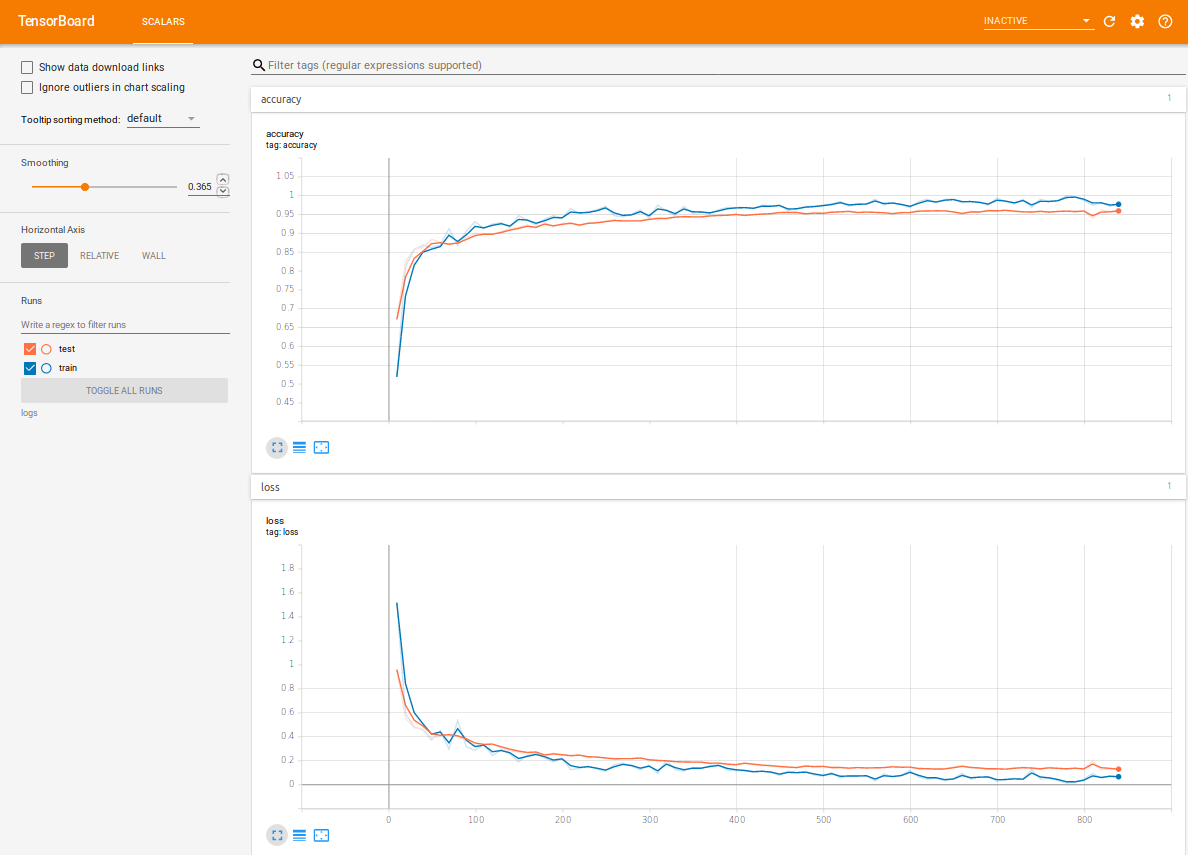 TensorBoard
SCALARS
INACTIVE
Show data download links
Ignore outliers in chart scaling
Tooltip sorting method: default
Smoothing
0.365
Horizontal Axis
STEP RELATIVE WALL
Runs
Write a regex to filter runs
test
train
TOGGLE ALL RUNS
logs
Filter tags (regular expressions supported)
accuracy 1
accuracy
tag: accuracy
1.05
1
0.95
0.9
0.85
0.8
0.75
0.7
0.65
0.6
0.55
0.5
0.45
loss 1
loss
tag: loss
1.8
1.6
1.4
1.2
1
0.8
0.6
0.4
0.2
0
0 100 200 300 400 500 600 700 800